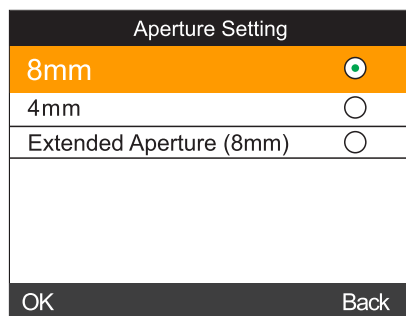 Aperture Setting
8mm
4mm
Extended Aperture (8mm)
OK Back